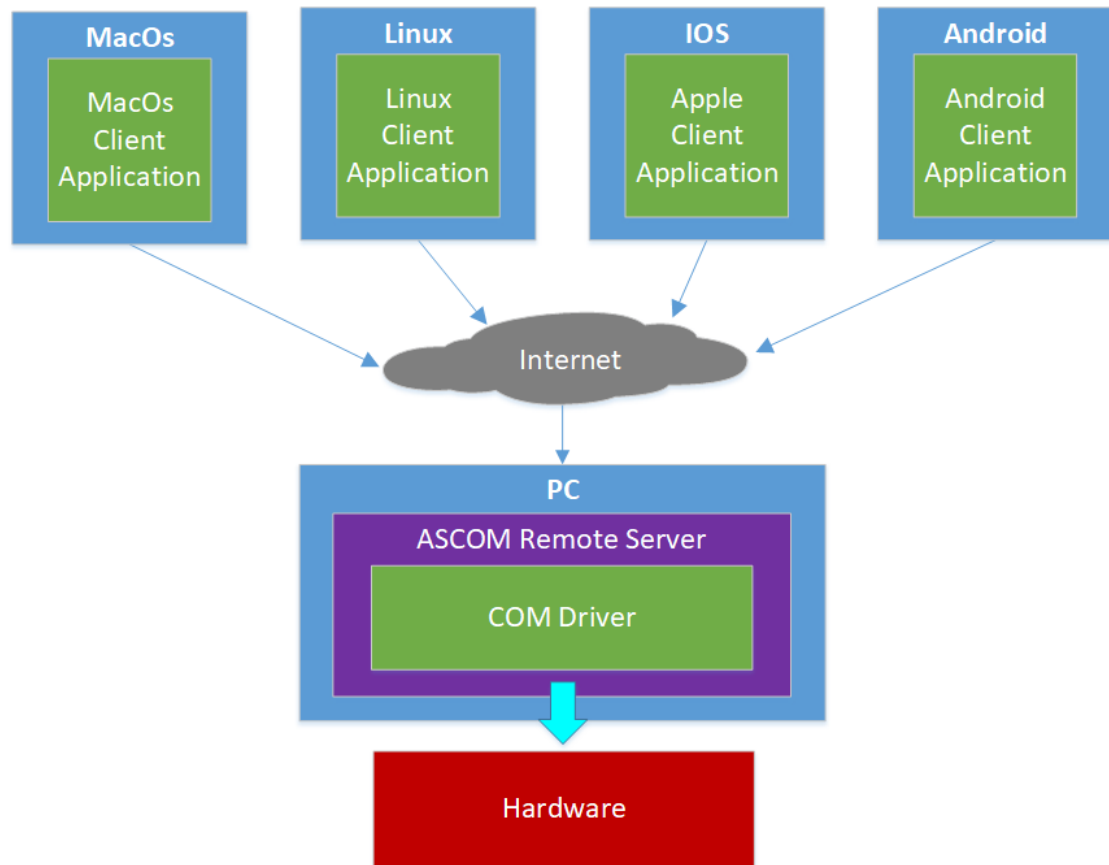 MacOs
MacOs
Client
Application
Linux
Linux
Client
Application
IOS
Apple
Client
Application
Android
Android
Client
Application
Internet
PC
ASCOM Remote Server
COM Driver
Hardware